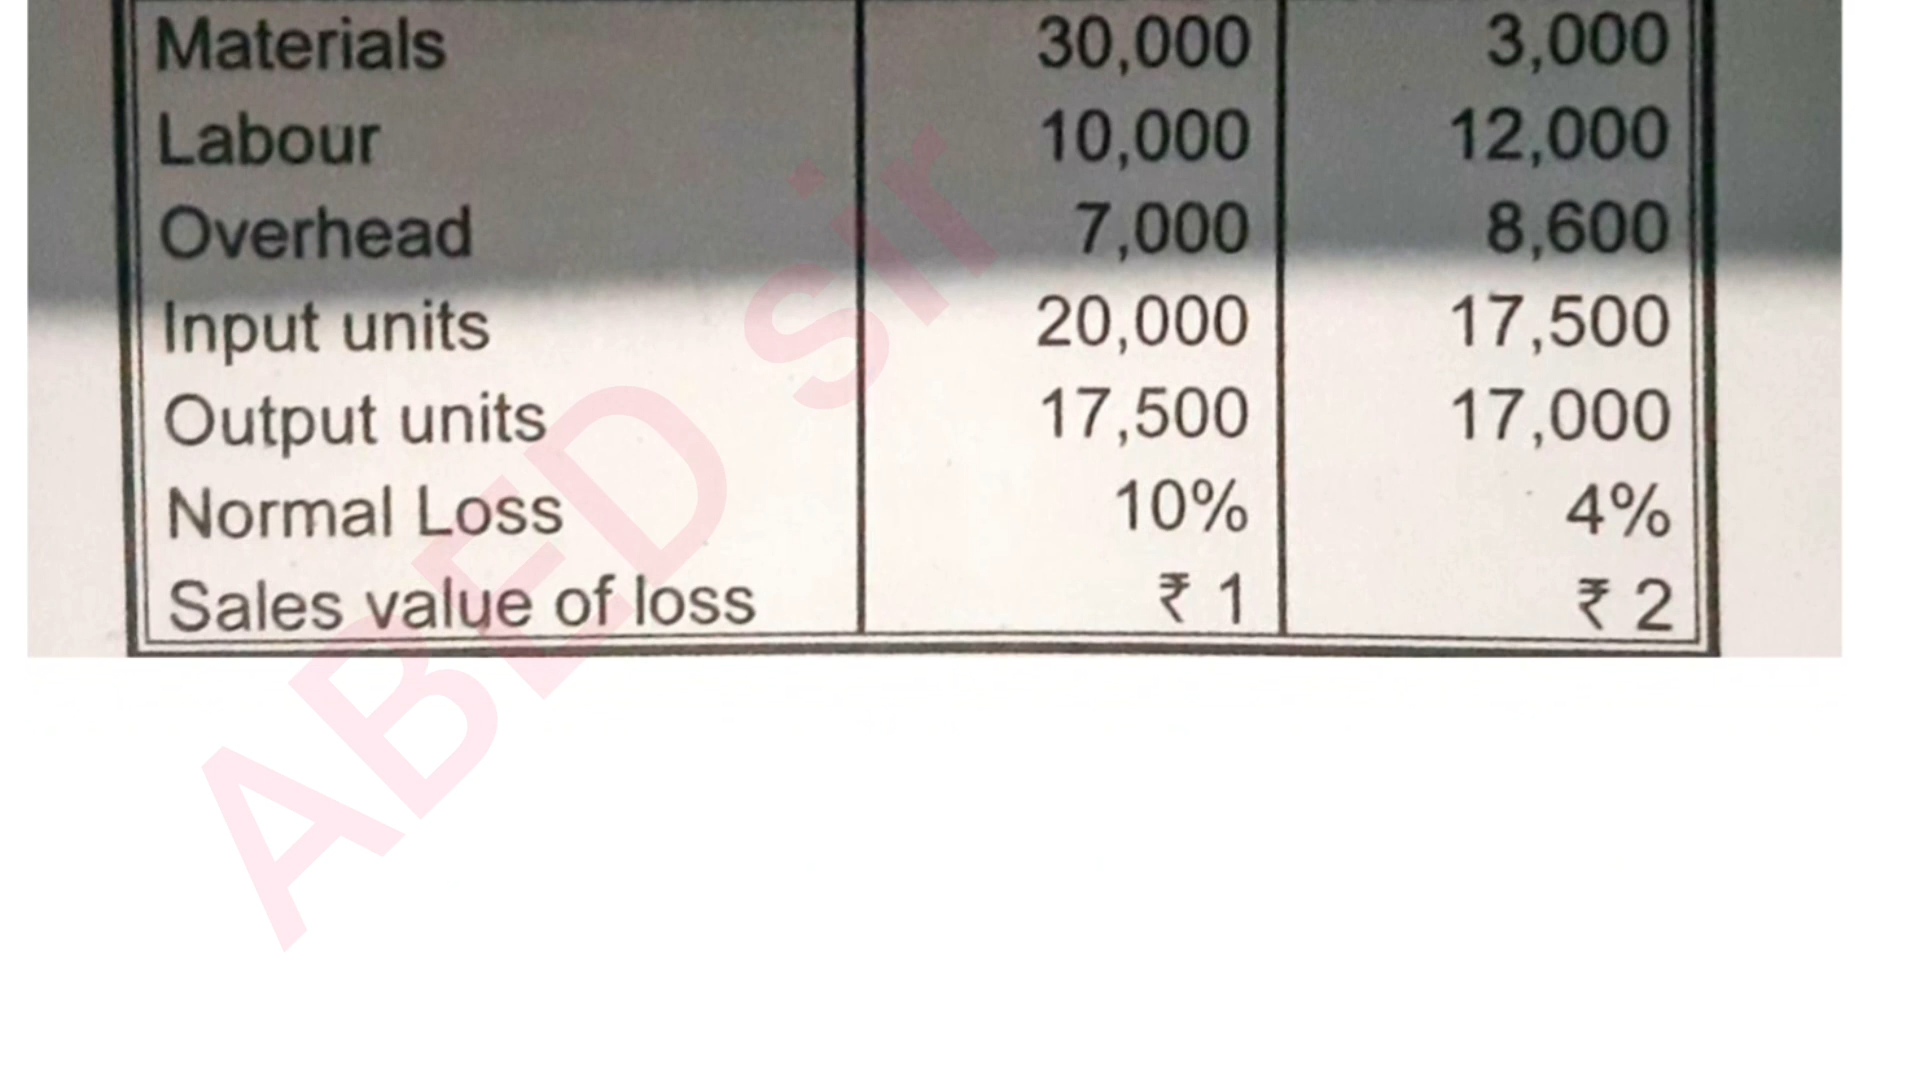 Materials 30,000 3,000
Labour 10,000 12,000
Overhead 7,000 8,600
Input units 20,000 17,500
Output units 17,500 17,000
Normal Loss 10% 4%
Sales value of loss ₹ 1 ₹ 2
ABED sir